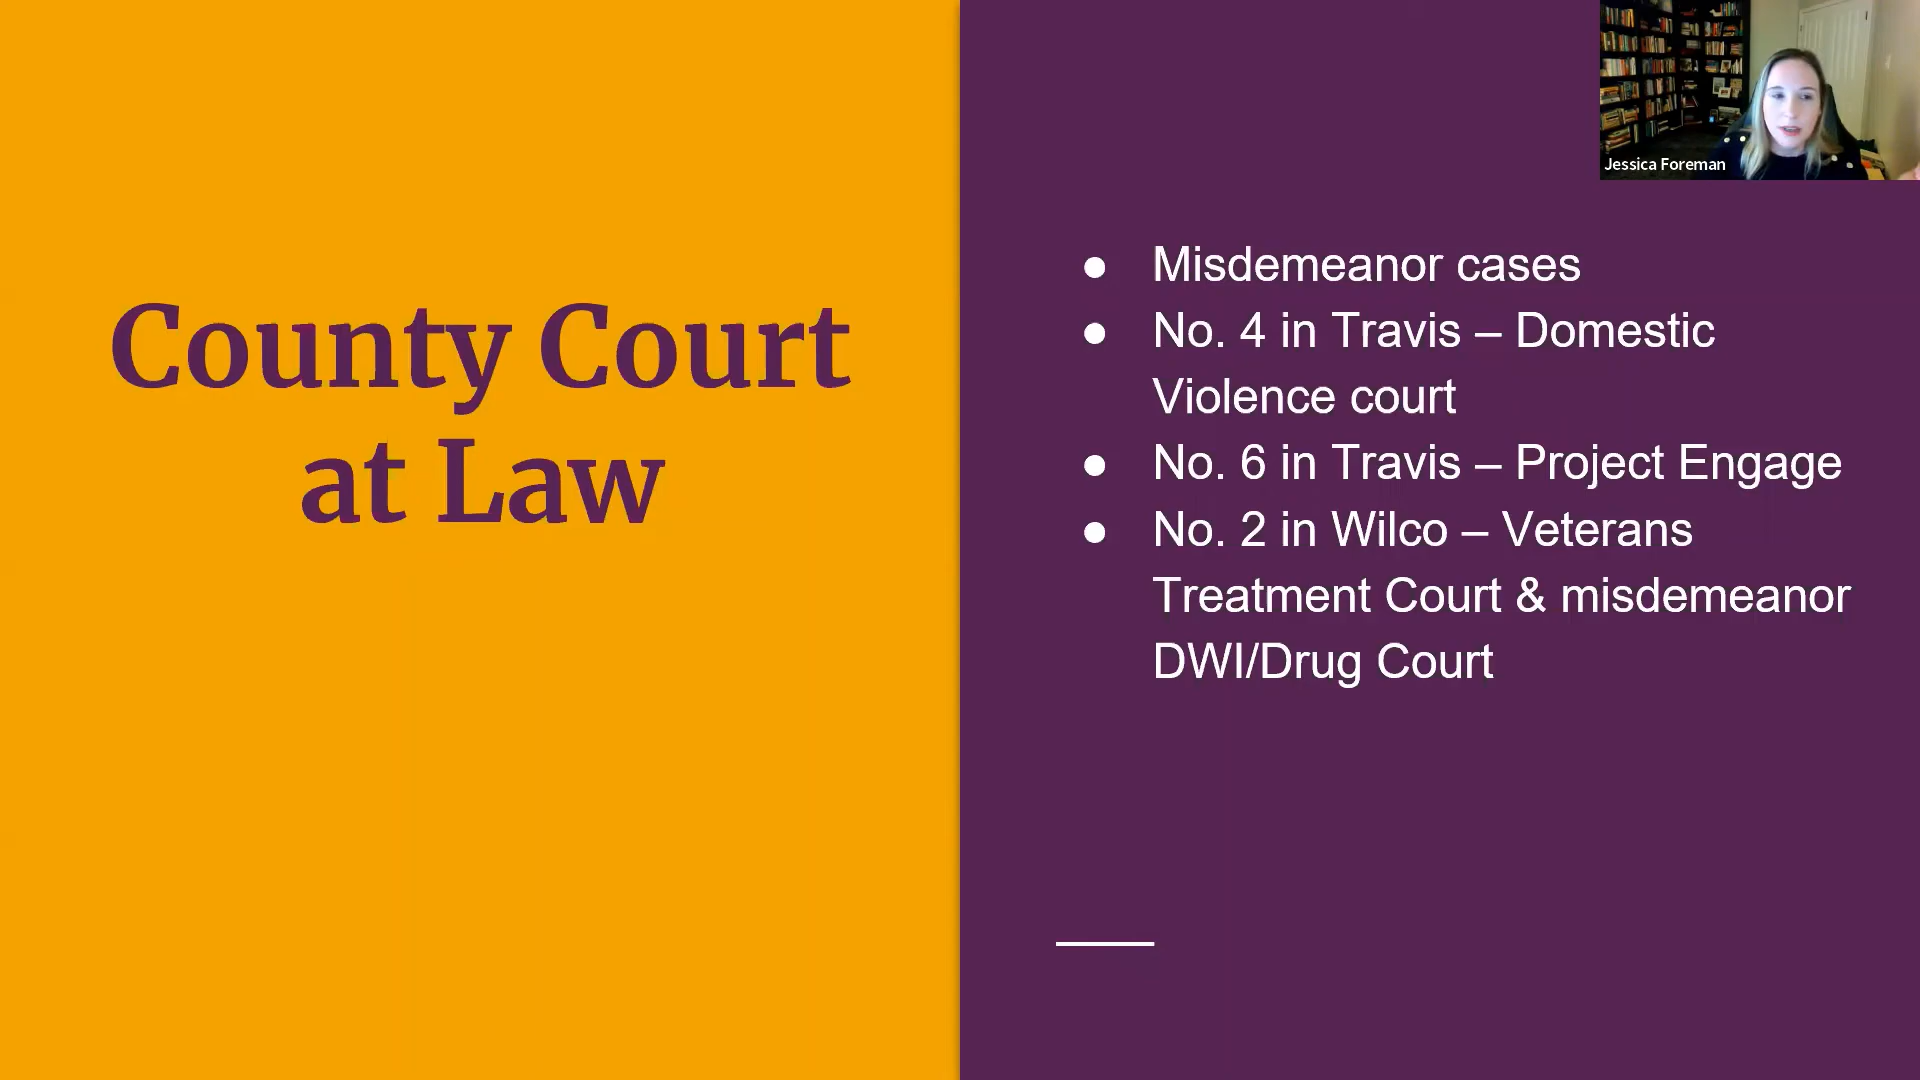 County Court
at Law
Jessica Foreman
● Misdemeanor cases
● No. 4 in Travis – Domestic
Violence court
● No. 6 in Travis – Project Engage
● No. 2 in Wilco – Veterans
Treatment Court & misdemeanor
DWI/Drug Court